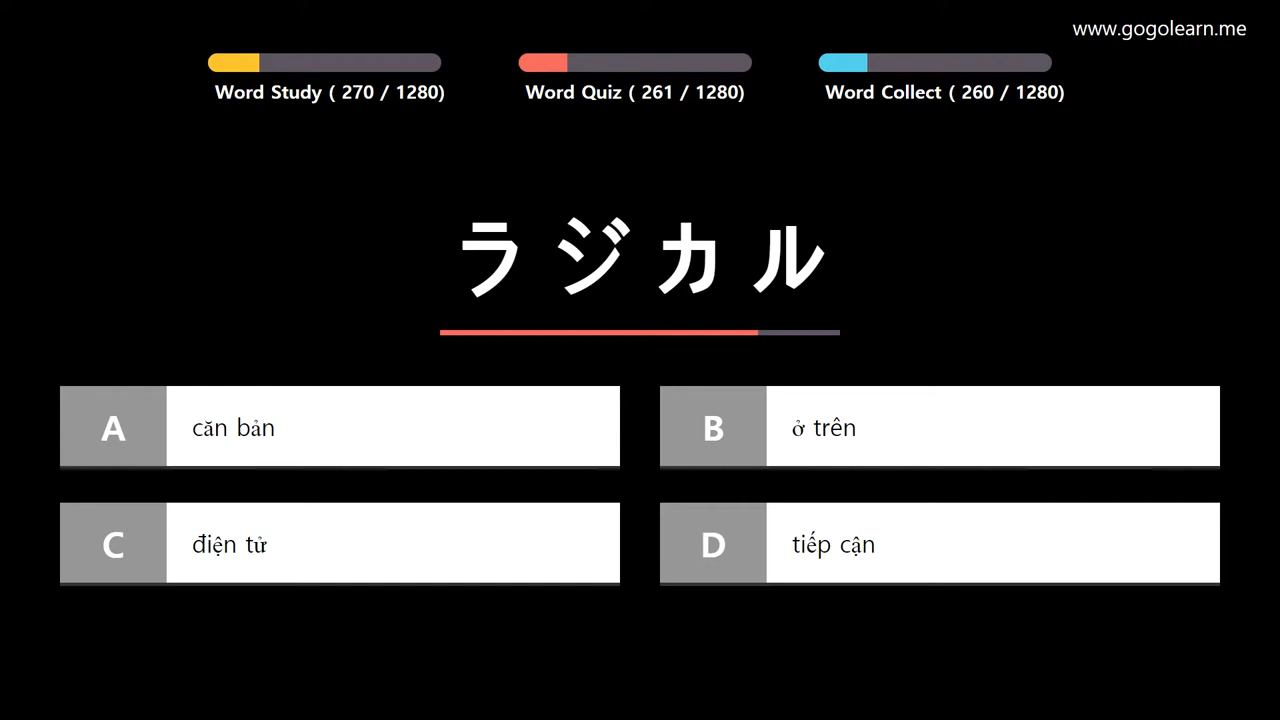 www.gogolearn.me
Word Study ( 270 / 1280)
Word Quiz ( 261 / 1280)
Word Collect ( 260 / 1280)
ラジカル
A
căn bản
B
ở trên
C
điện tử
D
tiếp cận